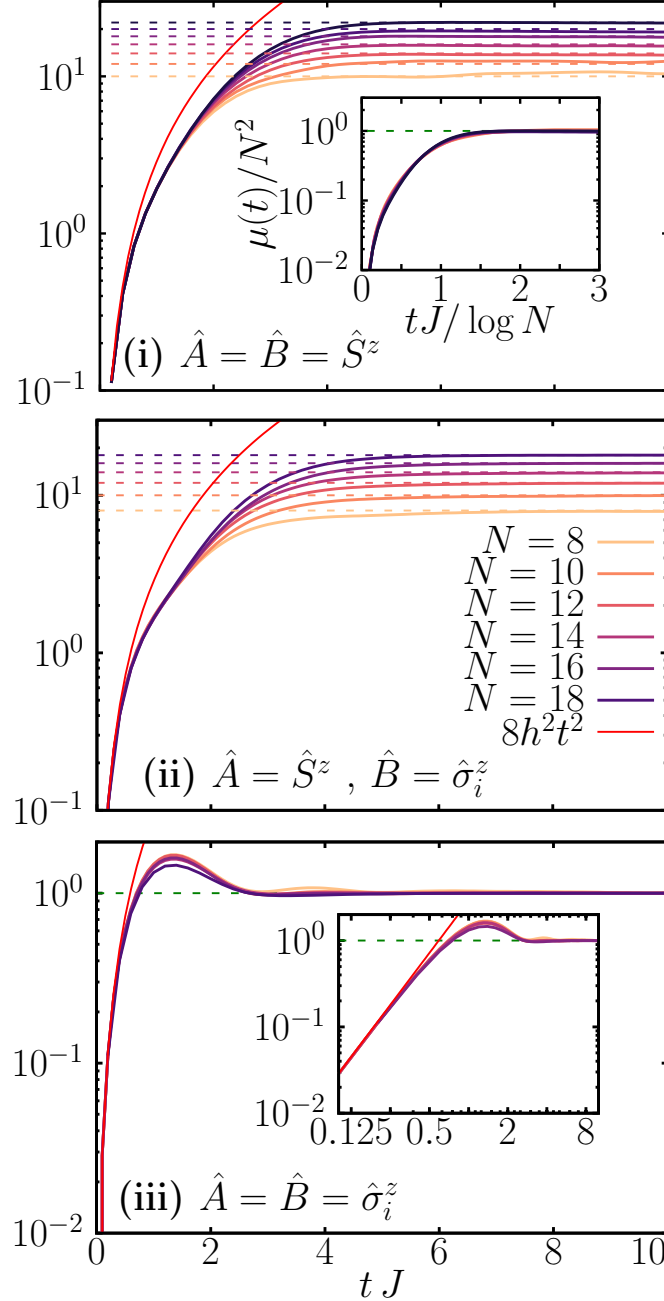 10^1
10^0
10^{-1}
μ(t)/N^2
10^0
10^{-1}
10^{-2}
0 1 2 3
tJ/ log N
(i) Â = B̂ = Ŝ^z
10^1
10^0
10^{-1}
N = 8
N = 10
N = 12
N = 14
N = 16
N = 18
8h^2t^2
(ii) Â = Ŝ^z , B̂ = σ̂_i^z
10^0
10^{-1}
10^{-2}
10^0
10^{-1}
10^{-2}
0.125 0.5 2 8
(iii) Â = B̂ = σ̂_i^z
0 2 4 6 8 10
t J